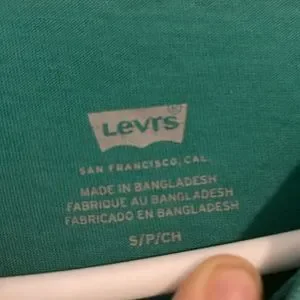 Levi's
SAN FRANCISCO, CAL.
MADE IN BANGLADESH
FABRIQUE AU BANGLADESH
FABRICADO EN BANGLADESH
S/P/CH